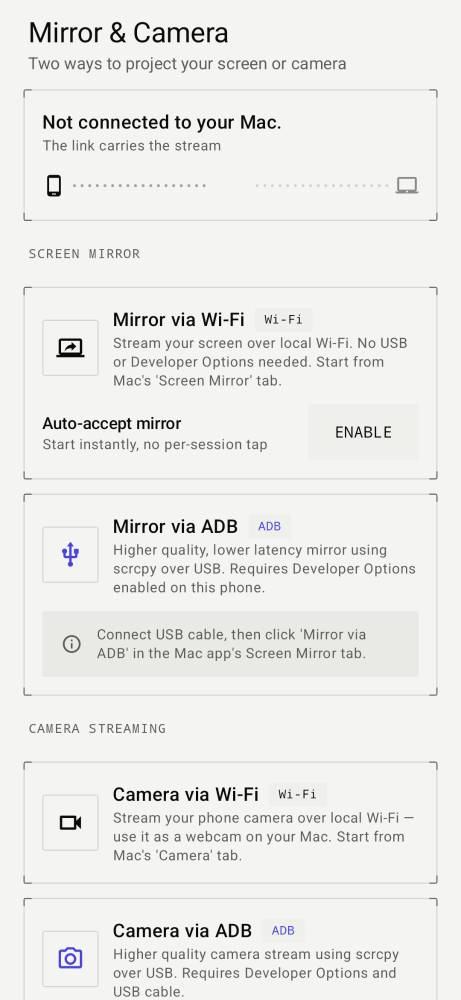 Mirror & Camera
Two ways to project your screen or camera
Not connected to your Mac.
The link carries the stream
SCREEN MIRROR
Mirror via Wi-Fi Wi-Fi
Stream your screen over local Wi-Fi. No USB
or Developer Options needed. Start from
Mac's 'Screen Mirror' tab.
Auto-accept mirror
Start instantly, no per-session tap
ENABLE
Mirror via ADB ADB
Higher quality, lower latency mirror using
scrcpy over USB. Requires Developer Options
enabled on this phone.
Connect USB cable, then click 'Mirror via
ADB' in the Mac app's Screen Mirror tab.
CAMERA STREAMING
Camera via Wi-Fi Wi-Fi
Stream your phone camera over local Wi-Fi —
use it as a webcam on your Mac. Start from
Mac's 'Camera' tab.
Camera via ADB ADB
Higher quality camera stream using scrcpy
over USB. Requires Developer Options and
USB cable.